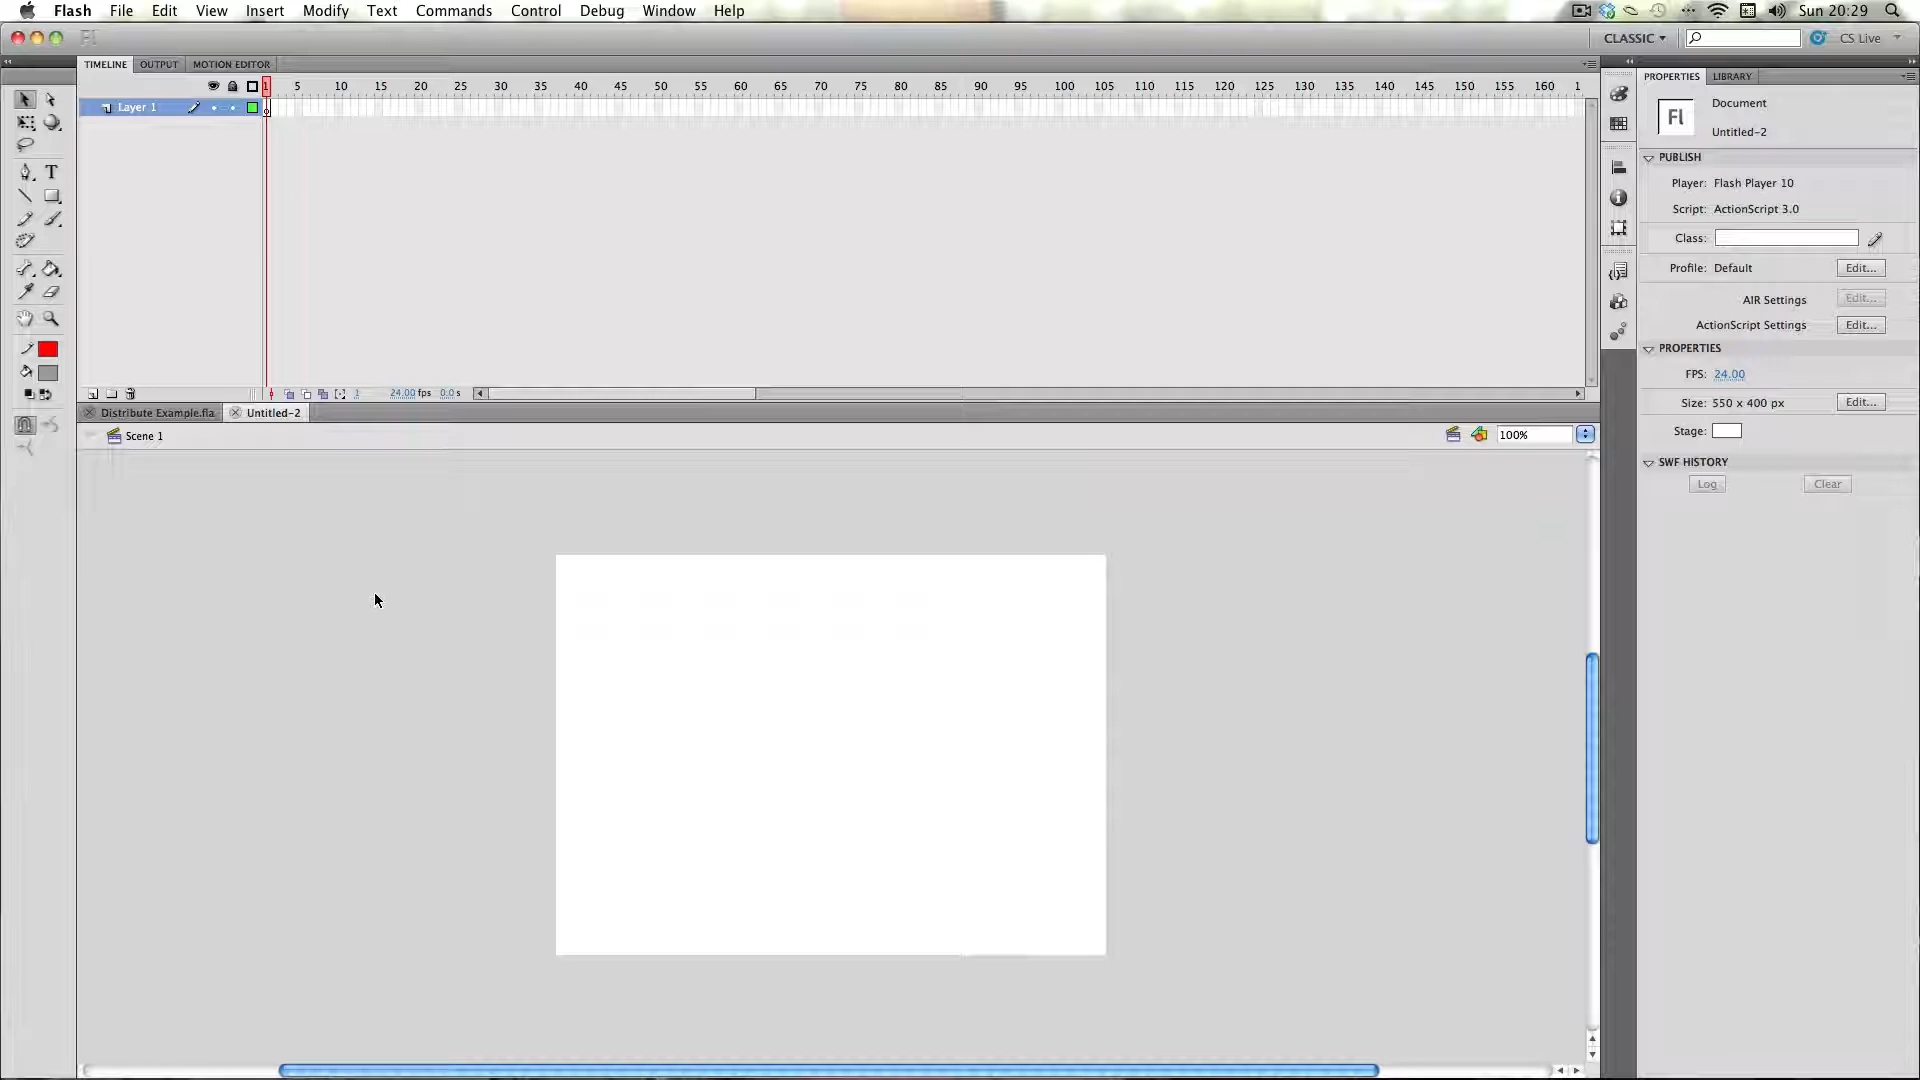 Flash File Edit View Insert Modify Text Commands Control Debug Window Help Sun 20:29
Fl CLASSIC CS Live
TIMELINE OUTPUT MOTION EDITOR
1 5 10 15 20 25 30 35 40 45 50 55 60 65 70 75 80 85 90 95 100 105 110 115 120 125 130 135 140 145 150 155 160 1
Layer 1
1 24.00 fps 0.0 s
Distribute Example.fla Untitled-2
Scene 1
100%
T
PROPERTIES LIBRARY
Fl
Document
Untitled-2
PUBLISH
Player: Flash Player 10
Script: ActionScript 3.0
Class:
Profile: Default Edit...
AIR Settings Edit...
ActionScript Settings Edit...
PROPERTIES
FPS: 24.00
Size: 550 x 400 px Edit...
Stage:
SWF HISTORY
Log Clear